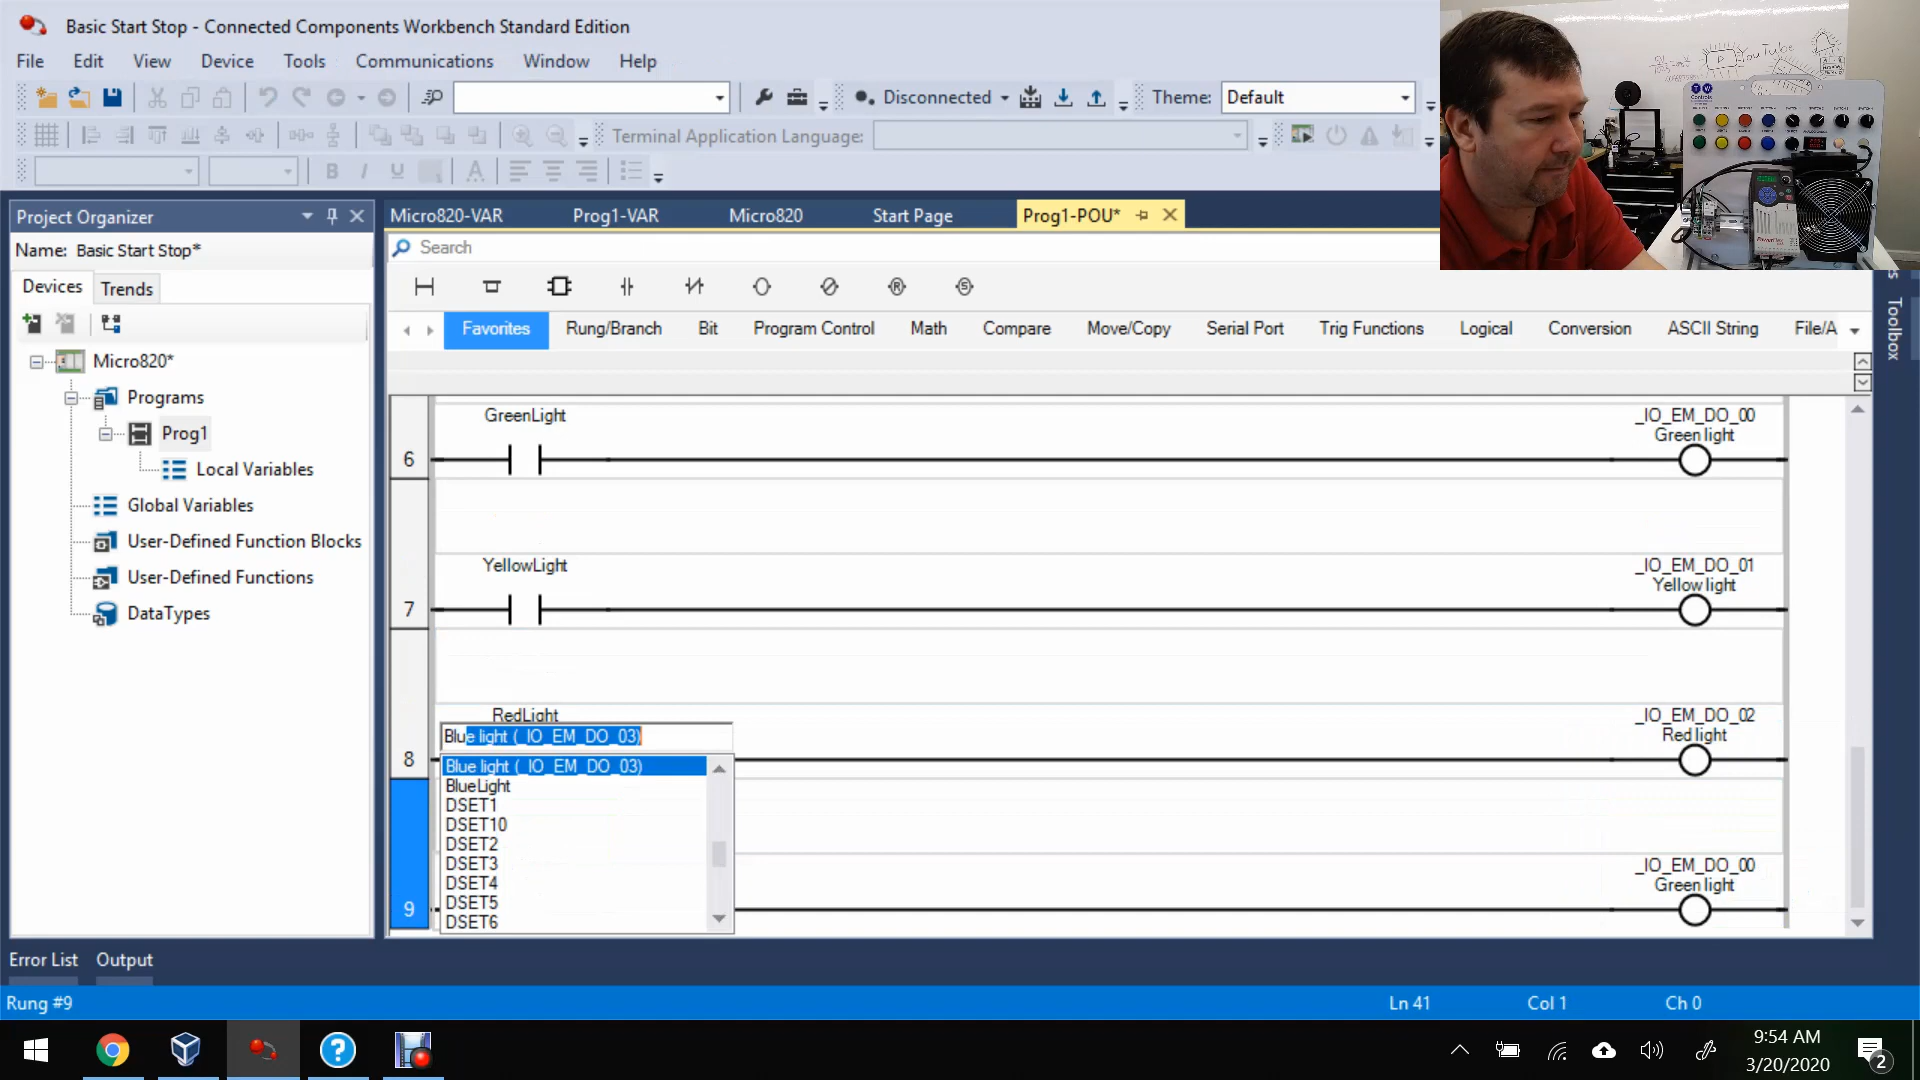 Basic Start Stop - Connected Components Workbench Standard Edition
File Edit View Device Tools Communications Window Help
Disconnected Theme: Default
Terminal Application Language:
B I U A
Project Organizer
Name: Basic Start Stop*
Devices Trends
Micro820*
Programs
Prog1
Local Variables
Global Variables
User-Defined Function Blocks
User-Defined Functions
DataTypes
Micro820-VAR Prog1-VAR Micro820 Start Page Prog1-POU*
Search
R S
Favorites Rung/Branch Bit Program Control Math Compare Move/Copy Serial Port Trig Functions Logical Conversion ASCII String File/A
Toolbox
GreenLight
_IO_EM_DO_00
Green light
6
YellowLight
_IO_EM_DO_01
Yellow light
7
RedLight
_IO_EM_DO_02
Red light
8
Blue light (_IO_EM_DO_03)
Blue light (_IO_EM_DO_03)
BlueLight
DSET1
DSET10
DSET2
DSET3
DSET4
DSET5
DSET6
_IO_EM_DO_00
Green light
9
Error List Output
Rung #9 Ln 41 Col 1 Ch 0
9:54 AM
3/20/2020
2
YouTube
Controls